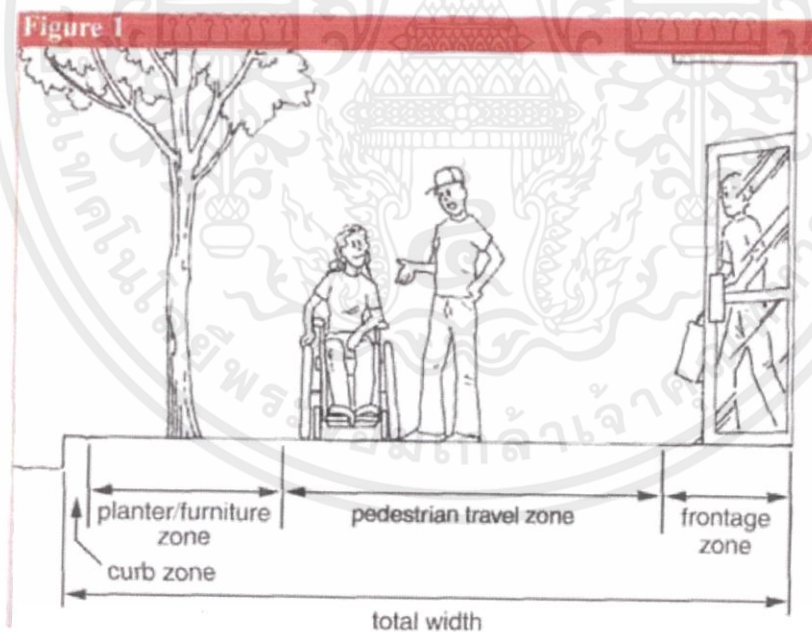 Figure 1
planter/furniture
zone
pedestrian travel zone
frontage
zone
curb zone
total width